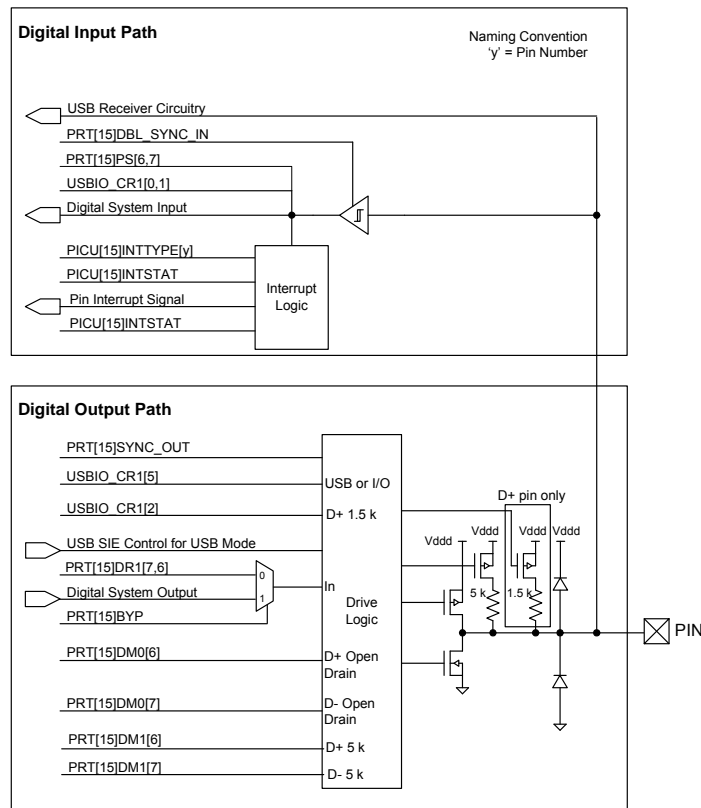 Digital Input Path
Naming Convention
'y' = Pin Number
USB Receiver Circuitry
PRT[15]DBL_SYNC_IN
PRT[15]PS[6,7]
USBIO_CR1[0,1]
Digital System Input
PICU[15]INTTYPE[y]
PICU[15]INTSTAT
Pin Interrupt Signal
PICU[15]INTSTAT
Interrupt
Logic
Digital Output Path
PRT[15]SYNC_OUT
USBIO_CR1[5]
USB or I/O
USBIO_CR1[2]
D+ 1.5 k
D+ pin only
Vddd
Vddd
Vddd
Vddd
USB SIE Control for USB Mode
PRT[15]DR1[7,6]
0
Digital System Output
1
PRT[15]BYP
In
Drive
Logic
5 k
1.5 k
PIN
PRT[15]DM0[6]
D+ Open
Drain
PRT[15]DM0[7]
D- Open
Drain
PRT[15]DM1[6]
D+ 5 k
PRT[15]DM1[7]
D- 5 k